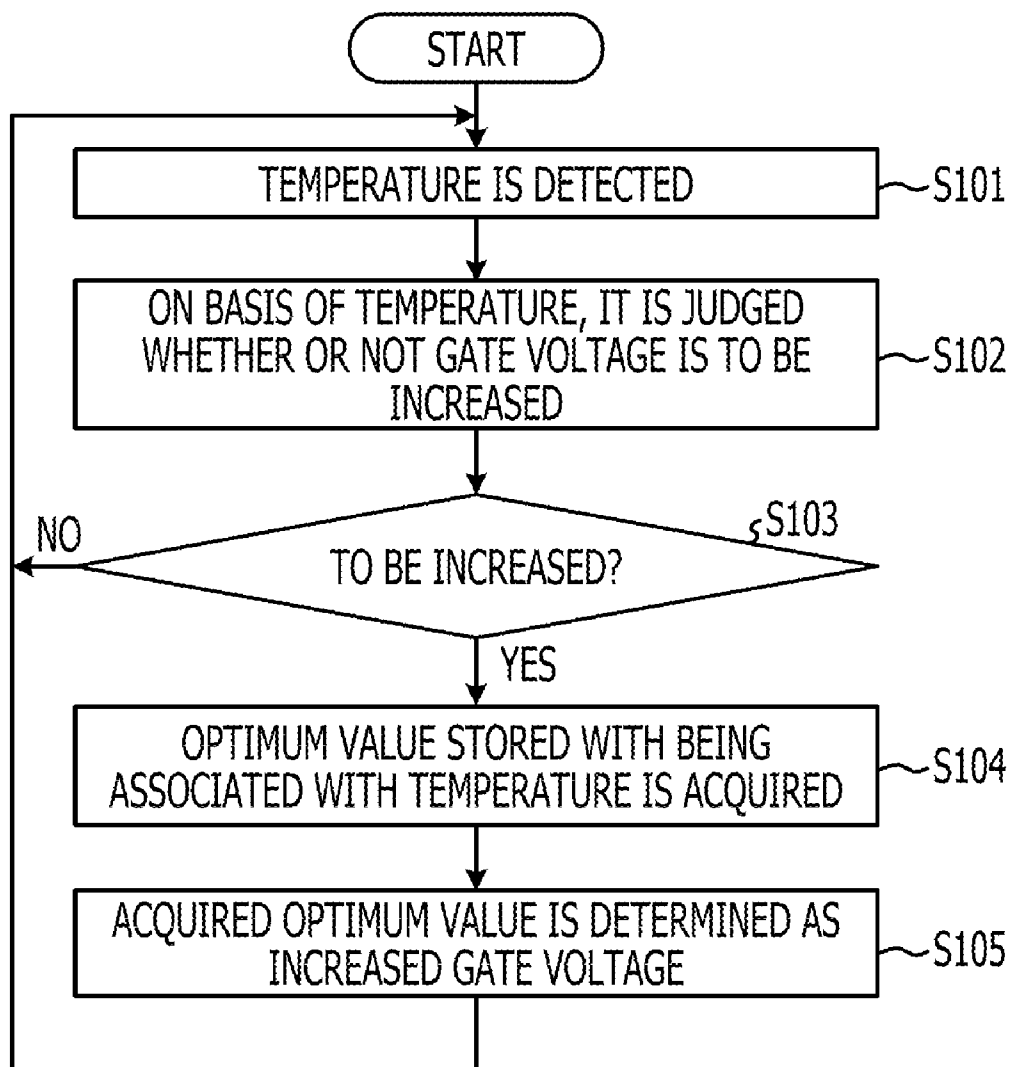 START
TEMPERATURE IS DETECTED
S101
ON BASIS OF TEMPERATURE, IT IS JUDGED
WHETHER OR NOT GATE VOLTAGE IS TO BE
INCREASED
S102
S103
NO
TO BE INCREASED?
YES
OPTIMUM VALUE STORED WITH BEING
ASSOCIATED WITH TEMPERATURE IS ACQUIRED
S104
ACQUIRED OPTIMUM VALUE IS DETERMINED AS
INCREASED GATE VOLTAGE
S105